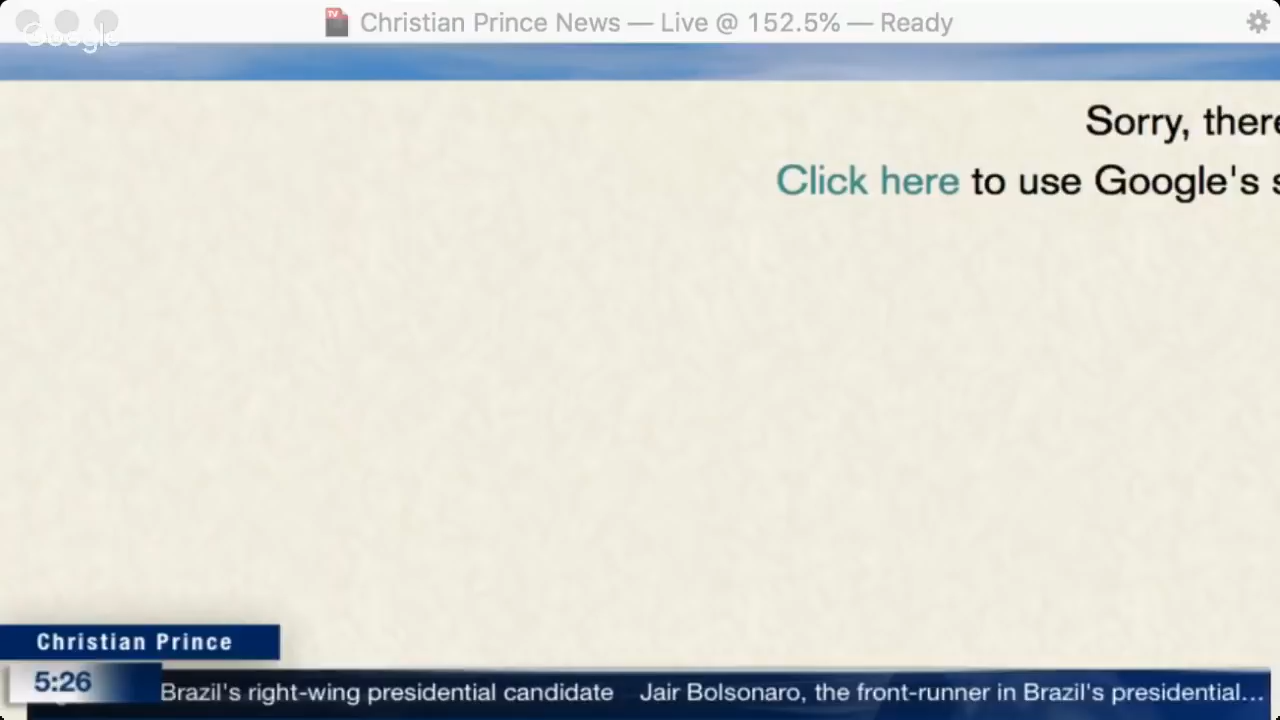 Christian Prince News — Live @ 152.5% — Ready
Google
Sorry, there
Click here to use Google's s
Christian Prince
5:26
Brazil's right-wing presidential candidate Jair Bolsonaro, the front-runner in Brazil's presidential...